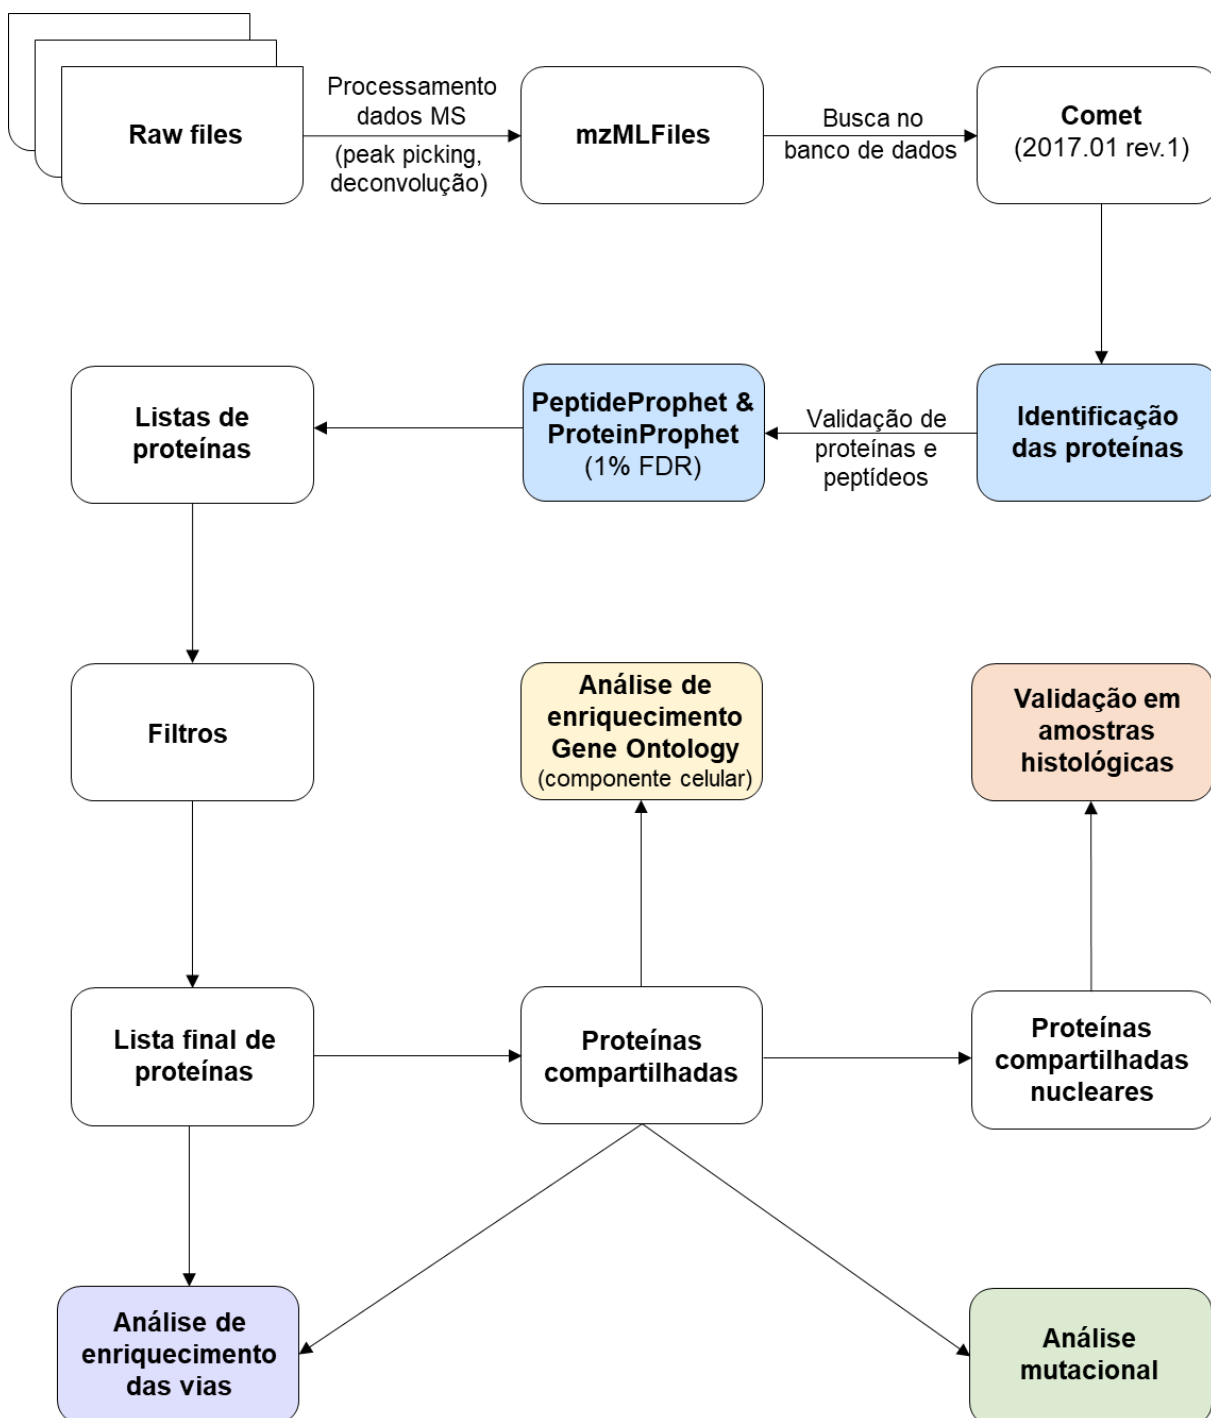 Raw files
Processamento
dados MS
(peak picking,
deconvolução)
mzMLFiles
Busca no
banco de dados
Comet
(2017.01 rev.1)
Listas de
proteínas
PeptideProphet &
ProteinProphet
(1% FDR)
Validação de
proteínas e
peptídeos
Identificação
das proteínas
Filtros
Análise de
enriquecimento
Gene Ontology
(componente celular)
Validação em
amostras
histológicas
Lista final de
proteínas
Proteínas
compartilhadas
Proteínas
compartilhadas
nucleares
Análise de
enriquecimento
das vias
Análise
mutacional